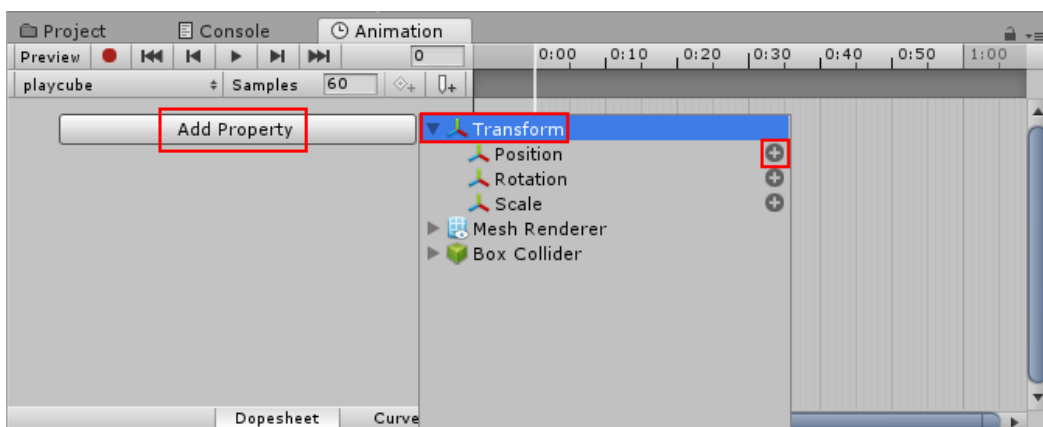 Project Console Animation
Preview 0 0:00 0:10 0:20 0:30 0:40 0:50 1:00
playcube Samples 60
Add Property Transform
Position
Rotation
Scale
Mesh Renderer
Box Collider
Dopesheet Curve